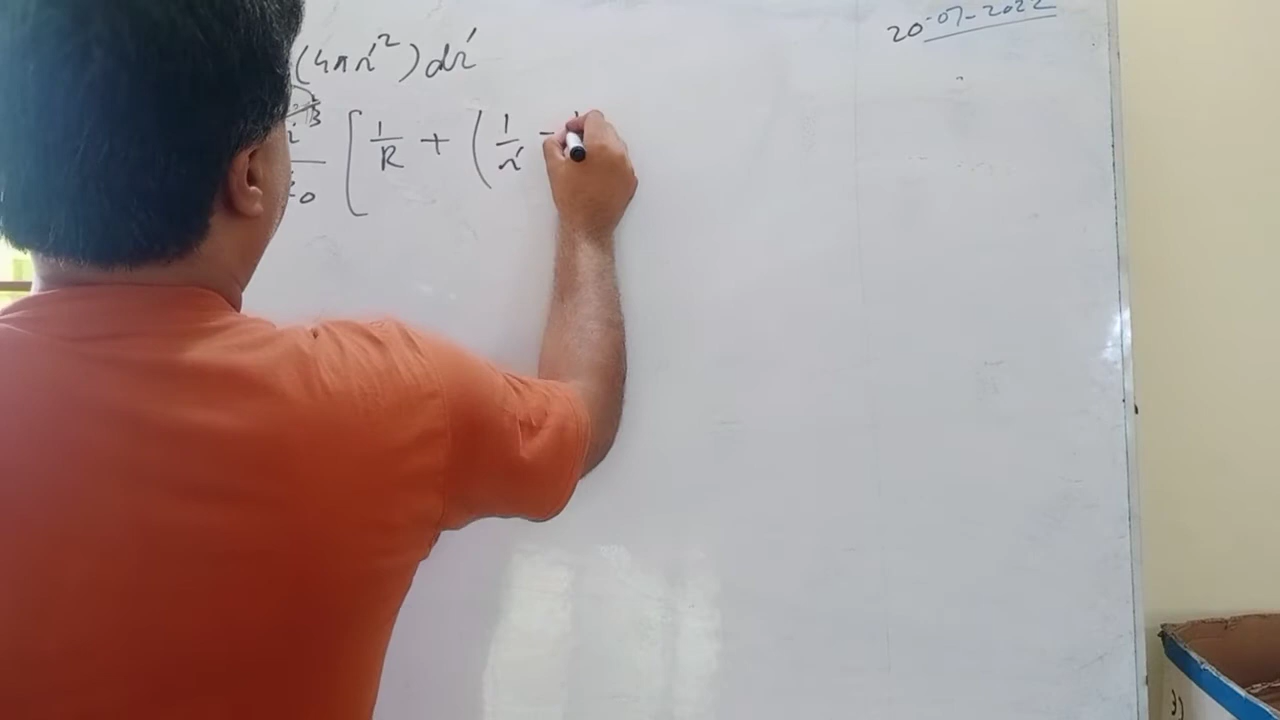 20-07-2022
(4πr'²)dr'
[ 1/R + ( 1/r' -